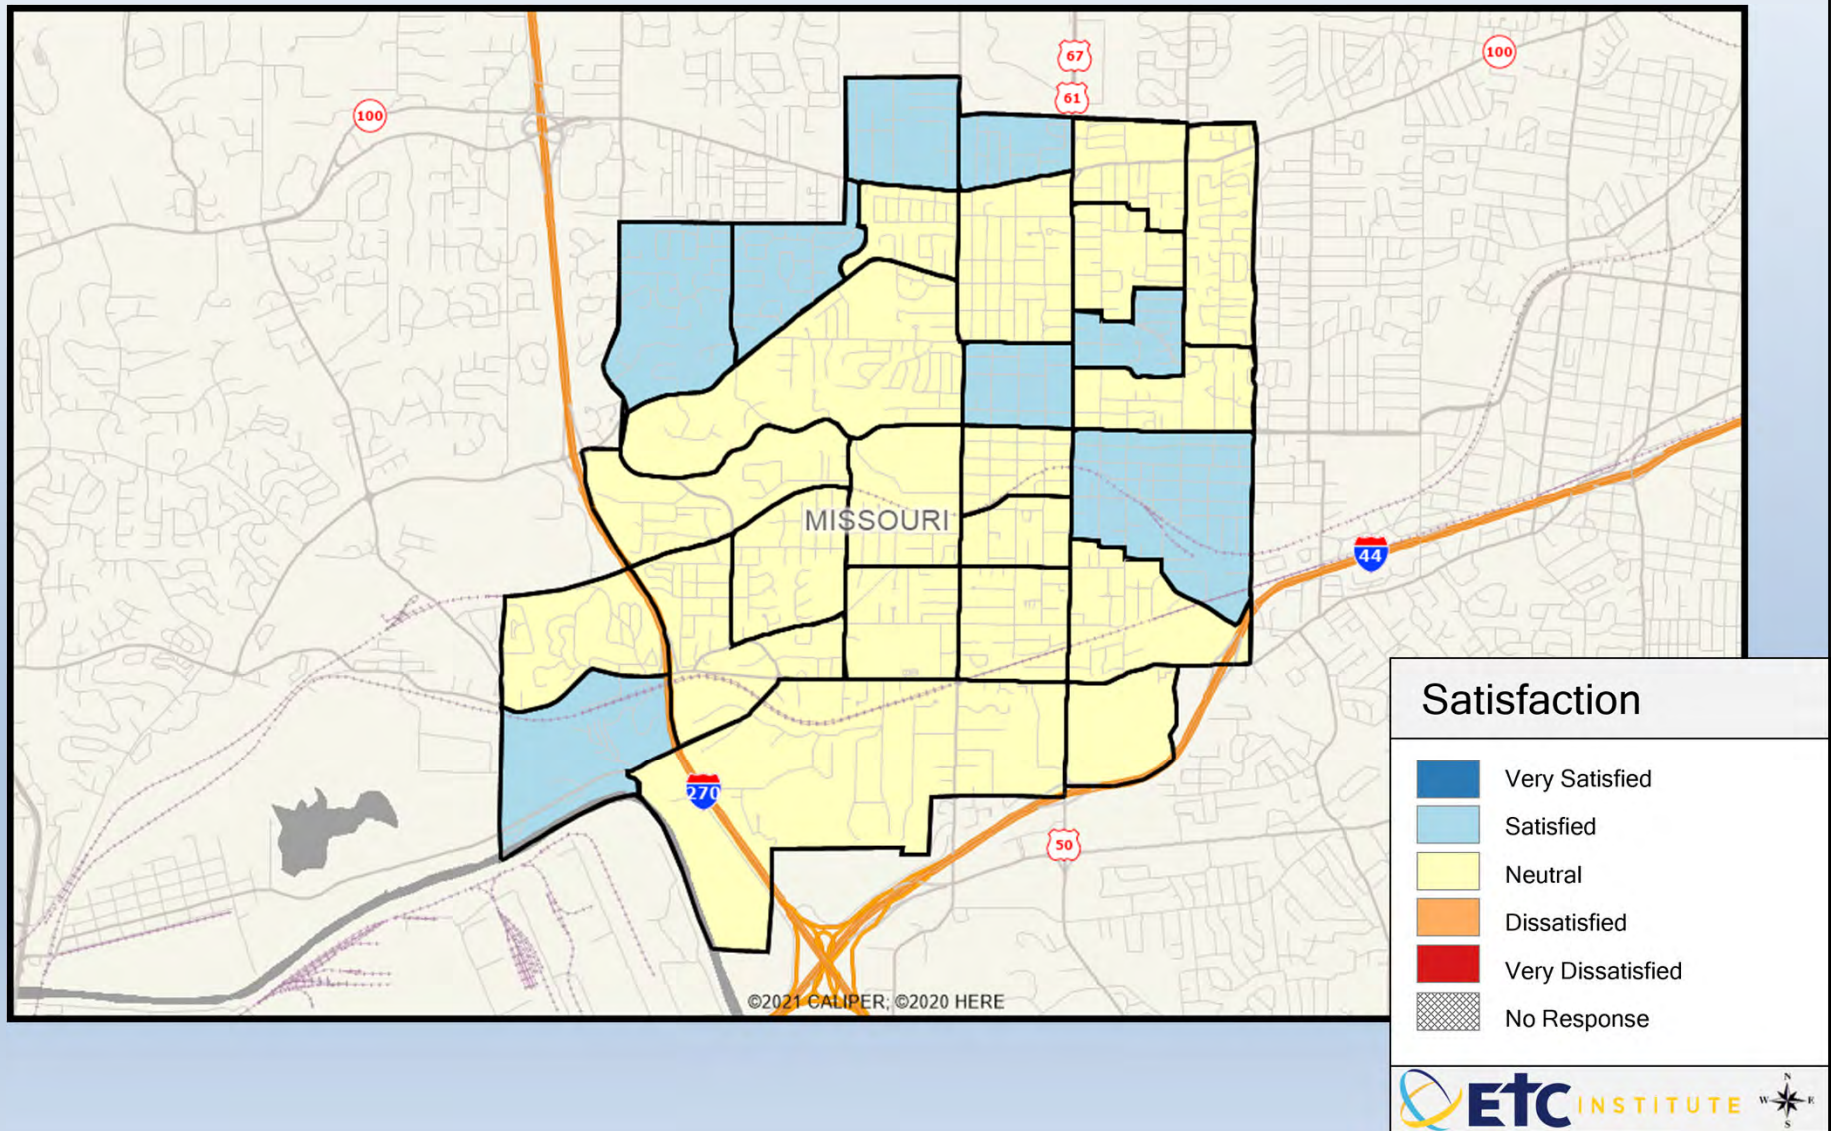 67
100
61
100
MISSOURI
44
270
50
©2021 CALIPER; ©2020 HERE
Satisfaction
Very Satisfied
Satisfied
Neutral
Dissatisfied
Very Dissatisfied
No Response
ETC INSTITUTE
N
W E
S